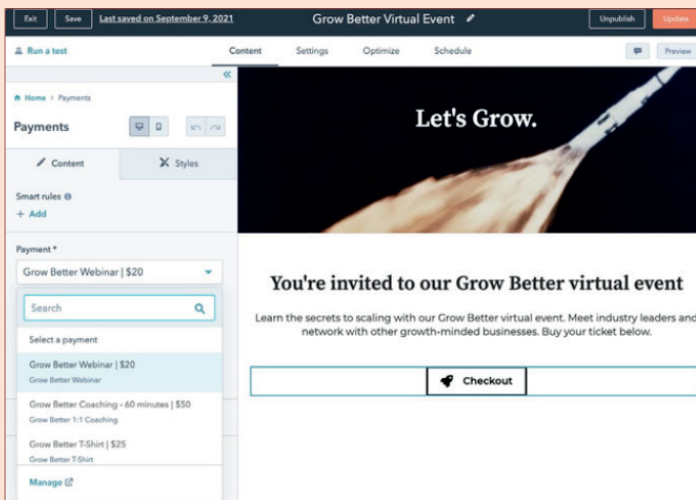 Exit Save Last saved on September 9, 2021 Grow Better Virtual Event Unpublish Update
Run a test Content Settings Optimize Schedule Preview
Home > Payments
Payments
Content Styles
Smart rules
+ Add
Payment *
Grow Better Webinar | $20
Search
Select a payment
Grow Better Webinar | $20
Grow Better Webinar
Grow Better Coaching - 60 minutes | $50
Grow Better 1:1 Coaching
Grow Better T-Shirt | $25
Grow Better T-Shirt
Manage
Let's Grow.
You're invited to our Grow Better virtual event
Learn the secrets to scaling with our Grow Better virtual event. Meet industry leaders and
network with other growth-minded businesses. Buy your ticket below.
Checkout